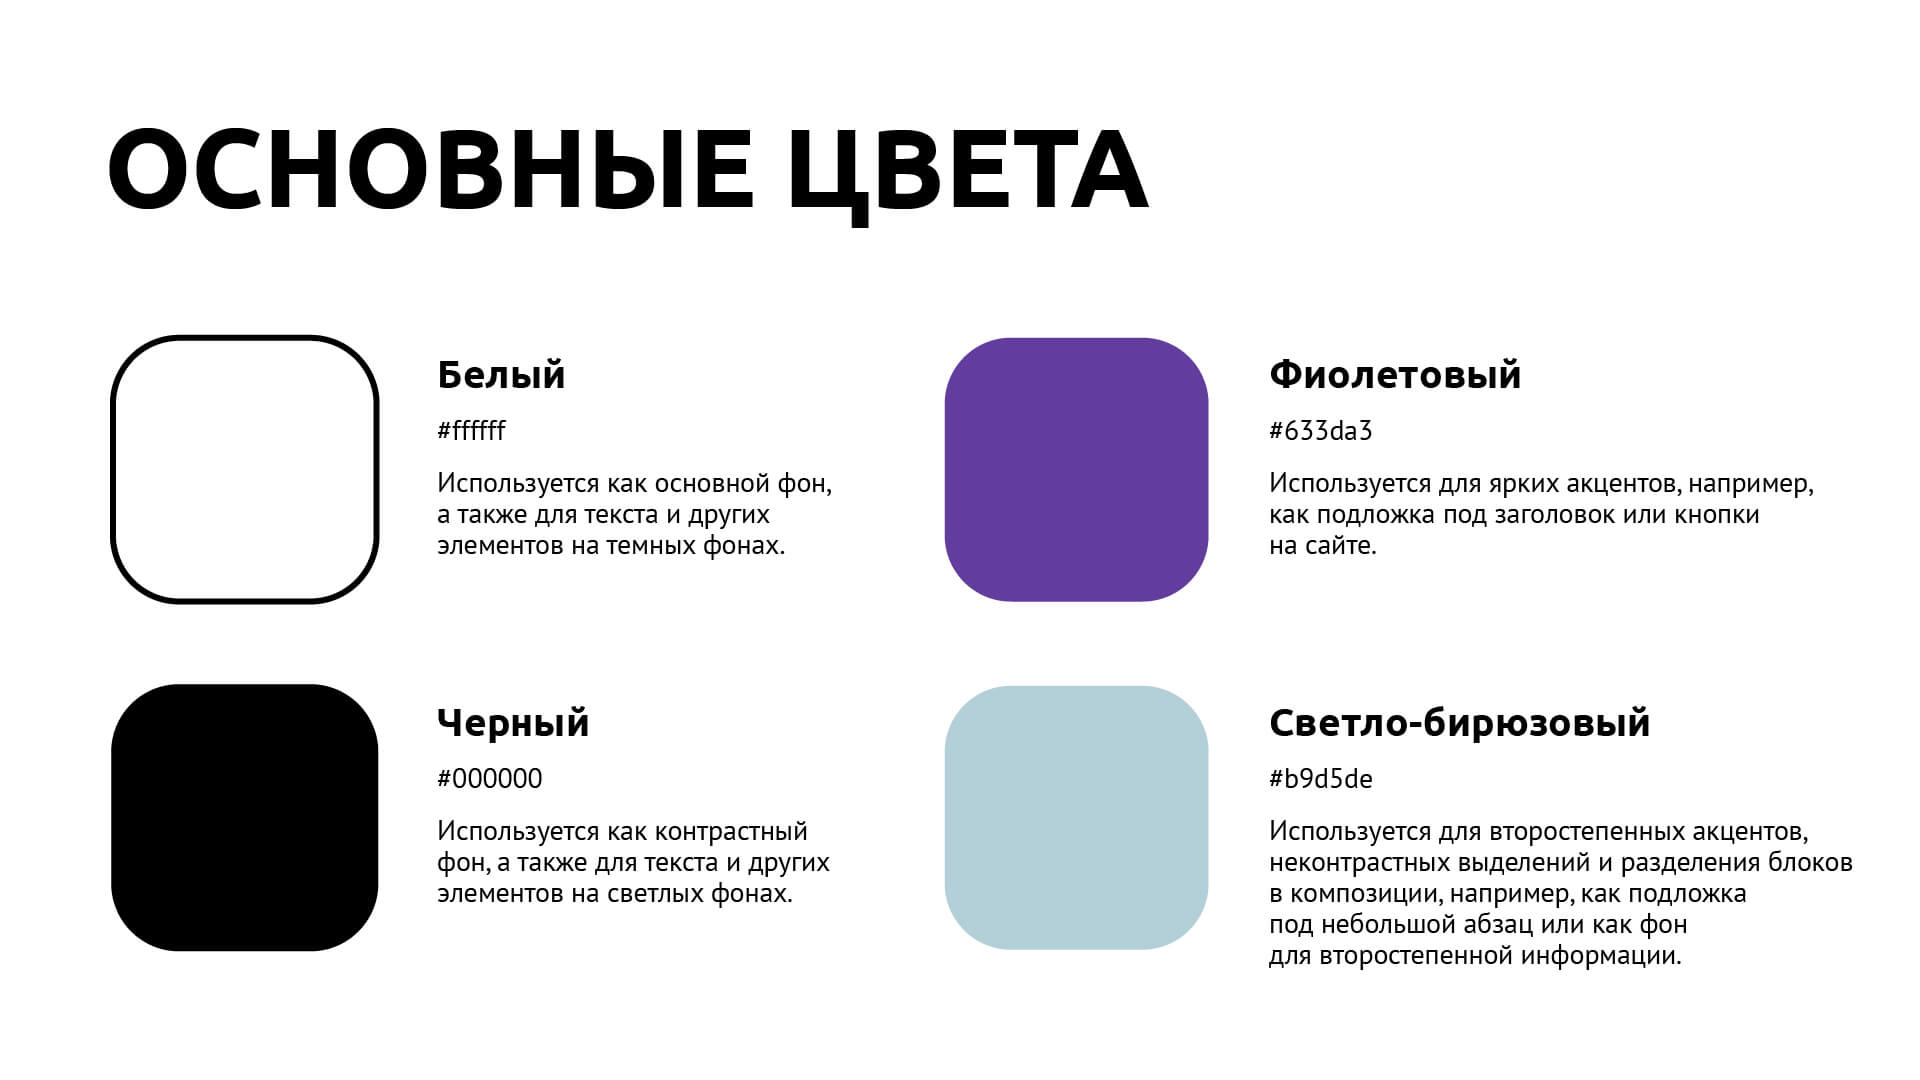 ОСНОВНЫЕ ЦВЕТА
Белый
#ffffff
Используется как основной фон,
а также для текста и других
элементов на темных фонах.
Фиолетовый
#633da3
Используется для ярких акцентов, например,
как подложка под заголовок или кнопки
на сайте.
Черный
#000000
Используется как контрастный
фон, а также для текста и других
элементов на светлых фонах.
Светло-бирюзовый
#b9d5de
Используется для второстепенных акцентов,
неконтрастных выделений и разделения блоков
в композиции, например, как подложка
под небольшой абзац или как фон
для второстепенной информации.